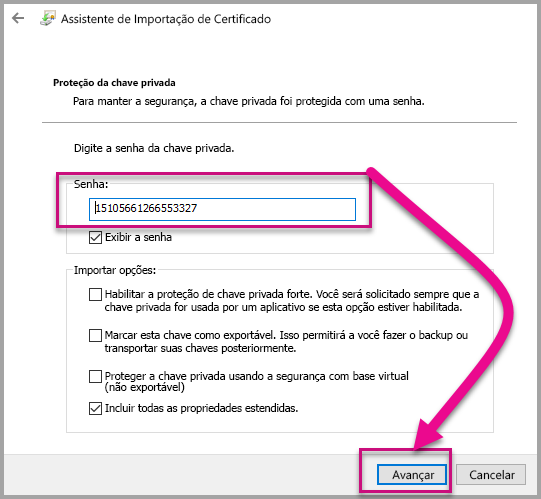 Assistente de Importação de Certificado
Proteção da chave privada
Para manter a segurança, a chave privada foi protegida com uma senha.
Digite a senha da chave privada.
Senha:
15105661266553327
Exibir a senha
Importar opções:
Habilitar a proteção de chave privada forte. Você será solicitado sempre que a
chave privada for usada por um aplicativo se esta opção estiver habilitada.
Marcar esta chave como exportável. Isso permitirá a você fazer o backup ou
transportar suas chaves posteriormente.
Proteger a chave privada usando a segurança com base virtual
(não exportável)
Incluir todas as propriedades estendidas.
Avançar
Cancelar